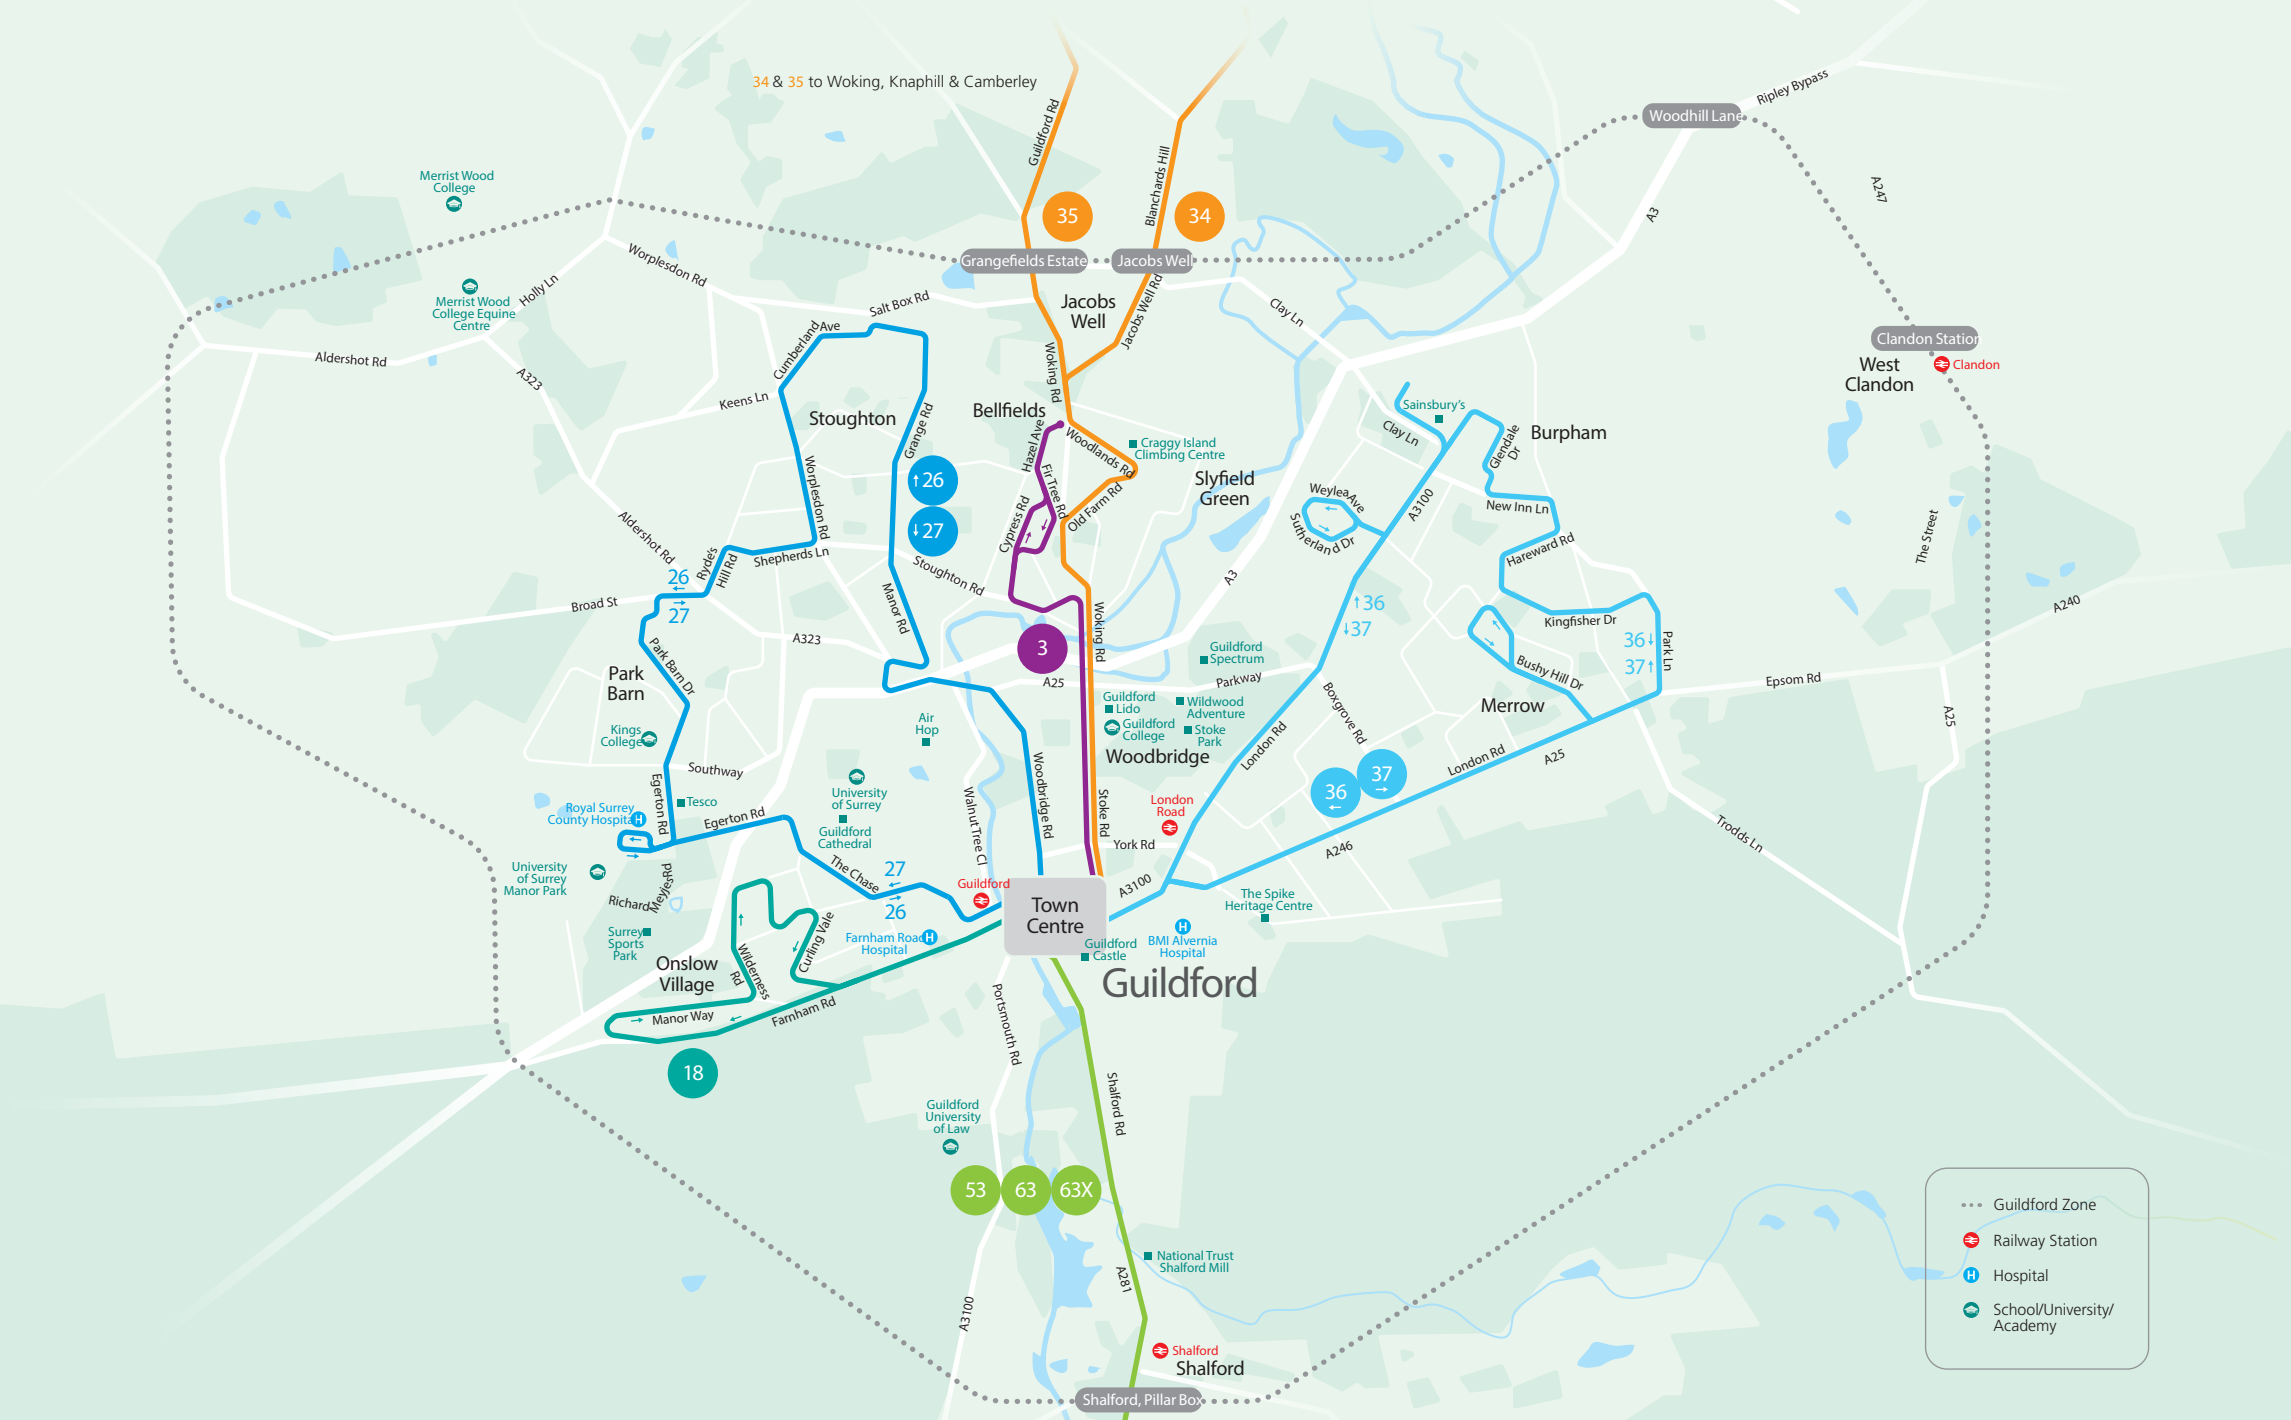 34 & 35 to Woking, Knaphill & Camberley
Guildford Rd
Blanchards Hill
35
34
Woodhill Lane
Ripley Bypass
A247
A3
Merrist Wood
College
Merrist Wood
College Equine
Centre
Holly Ln
Worplesdon Rd
Salt Box Rd
Grangefields Estate
Jacobs Well
Jacobs
Well
Jacobs Well Rd
Clay Ln
Clandon Station
West
Clandon
Clandon
Aldershot Rd
A323
Cumberland
Ave
Keens Ln
Stoughton
Grange Rd
Worplesdon Rd
Woking Rd
Bellfields
Hazel Ave
Fir Tree Rd
Cypress Rd
Woodlands Rd
Old Farm Rd
Craggy Island
Climbing Centre
Slyfield
Green
Sainsbury's
Clay Ln
Glendale
Dr
Burpham
New Inn Ln
Weylea Ave
Sutherland Dr
A3100
Hareward Rd
Kingfisher Dr
Park Ln
The Street
A240
26
27
Aldershot Rd
Ryde's
Hill Rd
Shepherds Ln
Stoughton Rd
Manor Rd
26
27
Broad St
A323
Park
Barn
Park Barn Dr
3
A25
Woking Rd
A3
Guildford
Spectrum
Parkway
36
37
36
37
Bushy Hill Dr
Merrow
Epsom Rd
A25
Boxgrove Rd
Guildford
Lido
Wildwood
Adventure
Guildford
College
Stoke
Park
Woodbridge
Air
Hop
Kings
College
Southway
Egerton Rd
Tesco
Royal Surrey
County Hospital
Egerton Rd
University
of Surrey
Guildford
Cathedral
Walnut Tree Cl
Woodbridge Rd
Stoke Rd
London
Road
York Rd
London Rd
36
37
London Rd
A25
A246
Trodds Ln
University
of Surrey
Manor Park
Richard
Meyjes Rd
Surrey
Sports
Park
The Chase
27
26
Guildford
Farnham Road
Hospital
Town
Centre
A3100
Guildford
Castle
BMI Alvernia
Hospital
The Spike
Heritage Centre
Guildford
Onslow
Village
Wilderness
Rd
Curling Vale
Manor Way
Farnham Rd
18
Portsmouth Rd
Shalford Rd
Guildford
University
of Law
53
63
63X
National Trust
Shalford Mill
A281
A3100
Shalford
Shalford
Shalford, Pillar Box
Guildford Zone
Railway Station
H Hospital
School/University/
Academy